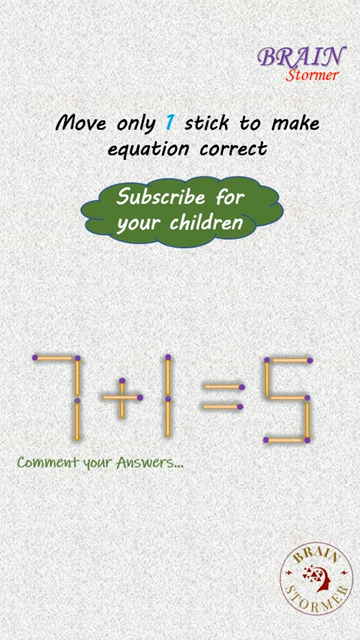 BRAIN
Stormer
Move only 1 stick to make
equation correct
Subscribe for
your children
7+1=5
Comment your Answers...
BRAIN
STORMER